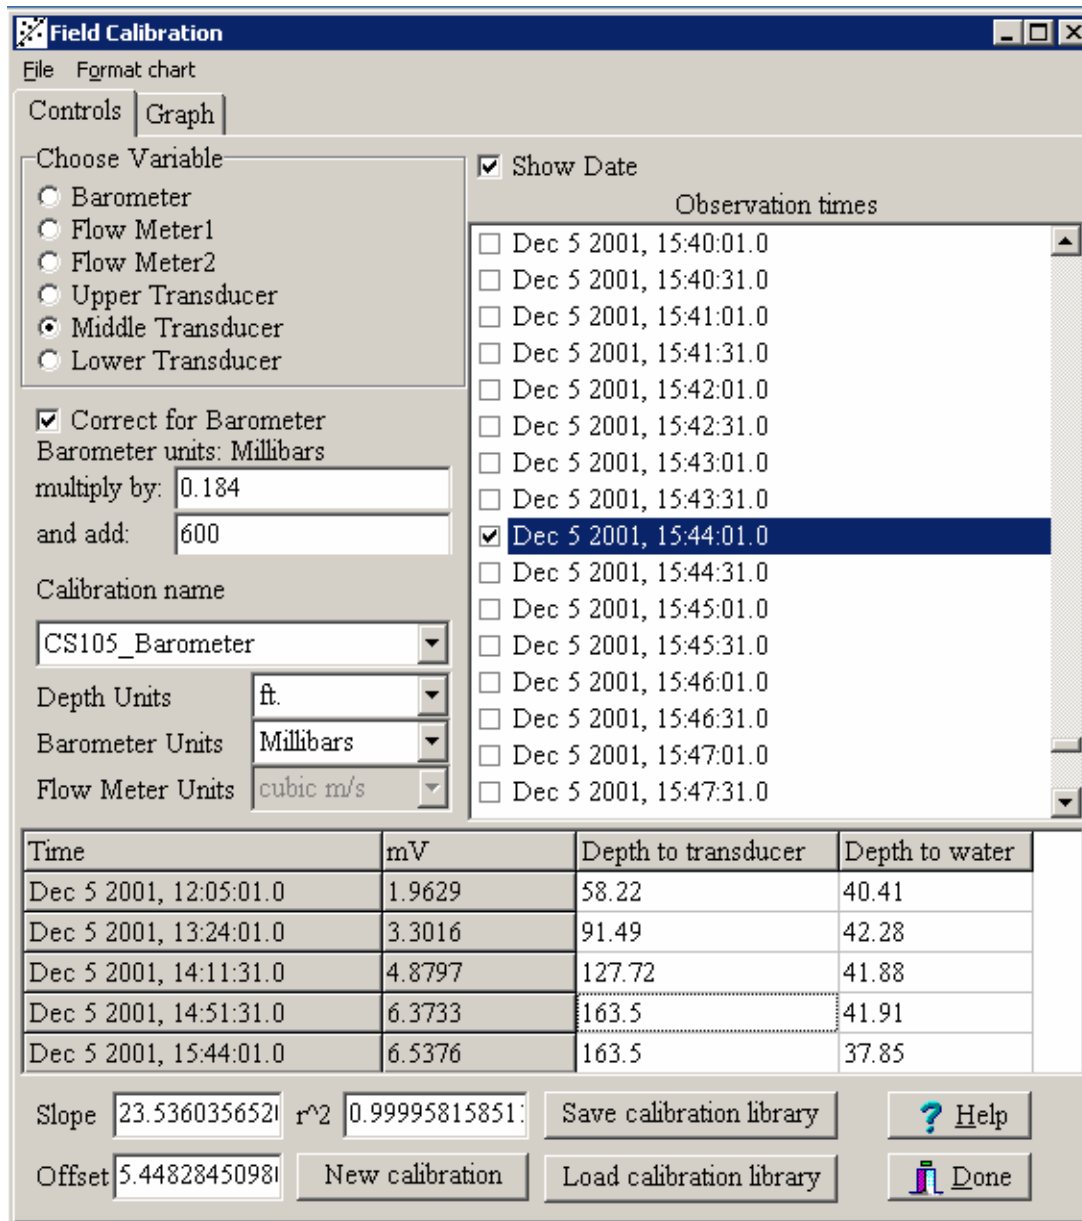 Field Calibration
File Format chart
Controls Graph
Choose Variable
Barometer
Flow Meter1
Flow Meter2
Upper Transducer
Middle Transducer
Lower Transducer
Correct for Barometer
Barometer units: Millibars
multiply by: 0.184
and add: 600
Calibration name
CS105_Barometer
Depth Units ft.
Barometer Units Millibars
Flow Meter Units cubic m/s
Show Date
Observation times
Dec 5 2001, 15:40:01.0
Dec 5 2001, 15:40:31.0
Dec 5 2001, 15:41:01.0
Dec 5 2001, 15:41:31.0
Dec 5 2001, 15:42:01.0
Dec 5 2001, 15:42:31.0
Dec 5 2001, 15:43:01.0
Dec 5 2001, 15:43:31.0
Dec 5 2001, 15:44:01.0
Dec 5 2001, 15:44:31.0
Dec 5 2001, 15:45:01.0
Dec 5 2001, 15:45:31.0
Dec 5 2001, 15:46:01.0
Dec 5 2001, 15:46:31.0
Dec 5 2001, 15:47:01.0
Dec 5 2001, 15:47:31.0
Time mV Depth to transducer Depth to water
Dec 5 2001, 12:05:01.0 1.9629 58.22 40.41
Dec 5 2001, 13:24:01.0 3.3016 91.49 42.28
Dec 5 2001, 14:11:31.0 4.8797 127.72 41.88
Dec 5 2001, 14:51:31.0 6.3733 163.5 41.91
Dec 5 2001, 15:44:01.0 6.5376 163.5 37.85
Slope 23.536035652 r^2 0.99995815851 Save calibration library Help
Offset 5.4482845098 New calibration Load calibration library Done